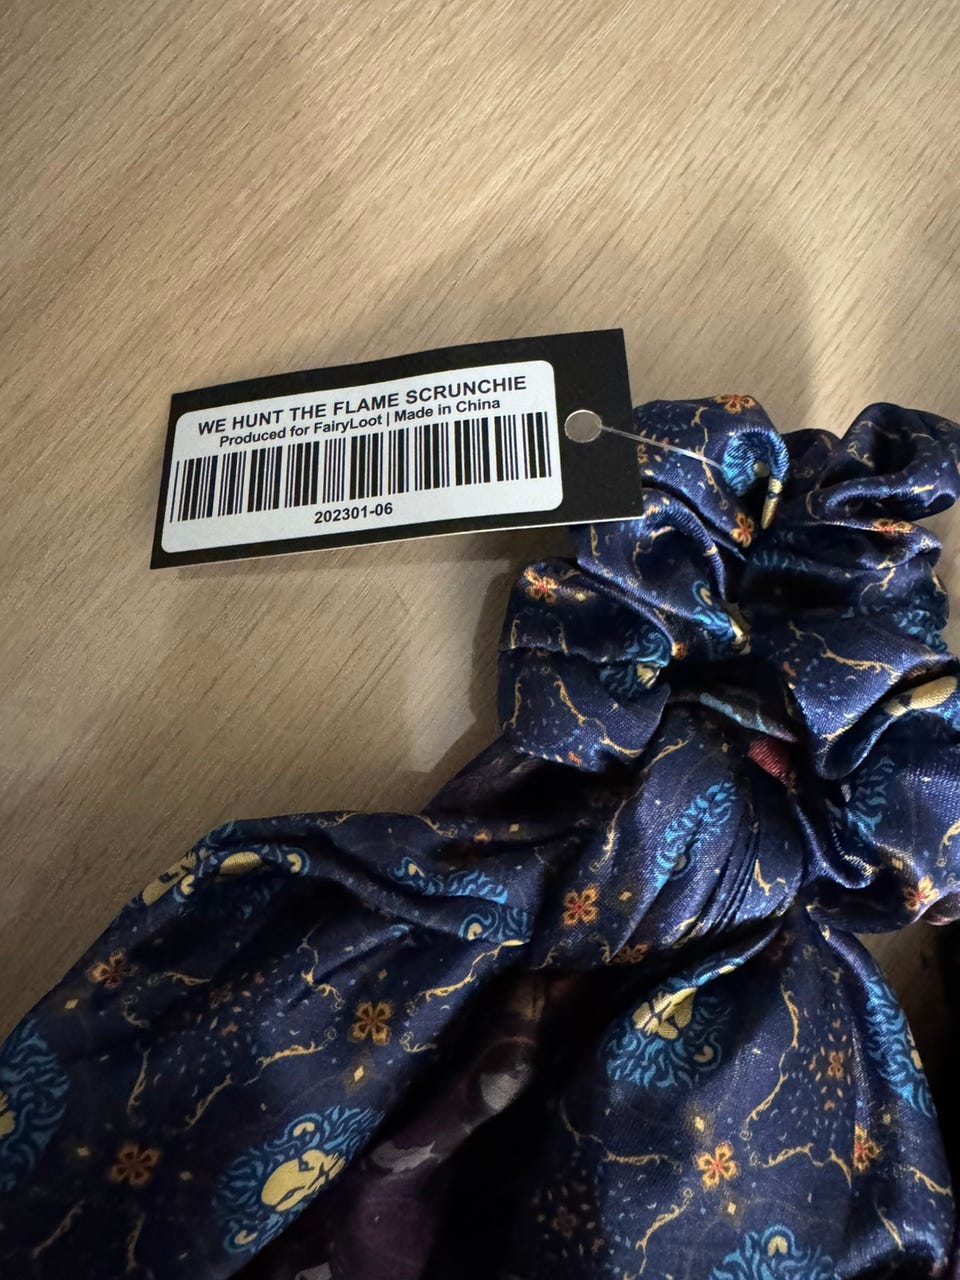 WE HUNT THE FLAME SCRUNCHIE
Produced for FairyLoot | Made in China
202301-06